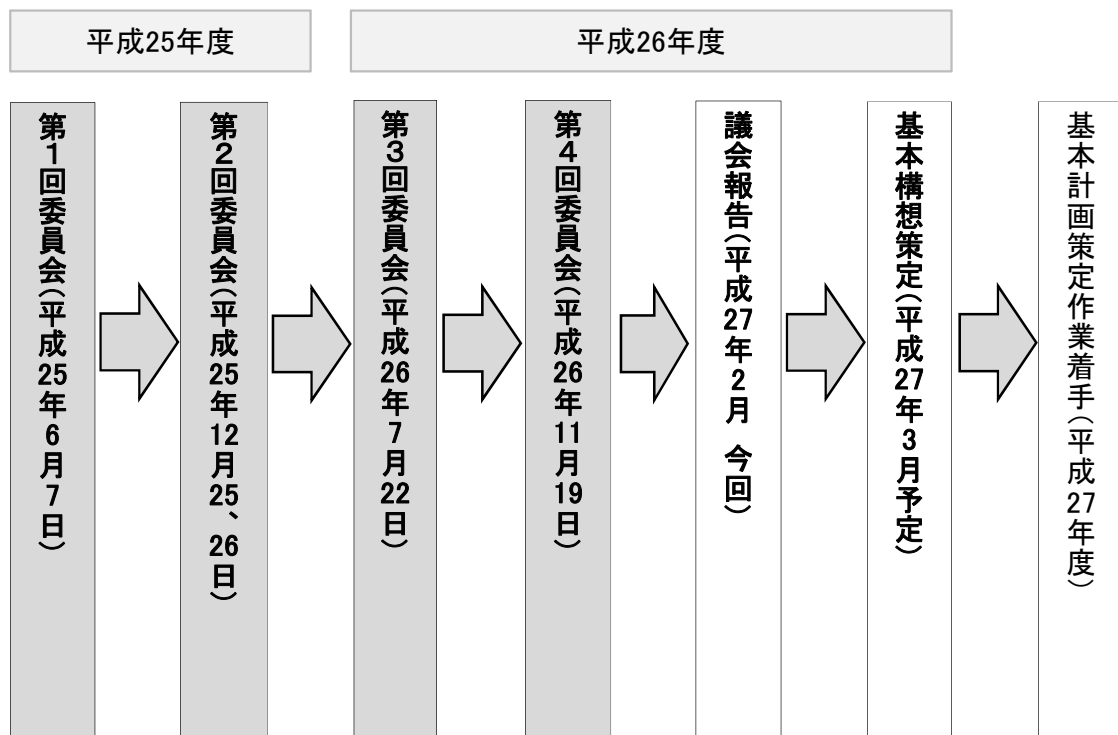 平成25年度
平成26年度
第1回委員会(平成25年6月7日)
第2回委員会(平成25年12月25、26日)
第3回委員会(平成26年7月22日)
第4回委員会(平成26年11月19日)
議会報告(平成27年2月 今回)
基本構想策定(平成27年3月予定)
基本計画策定作業着手(平成27年度)